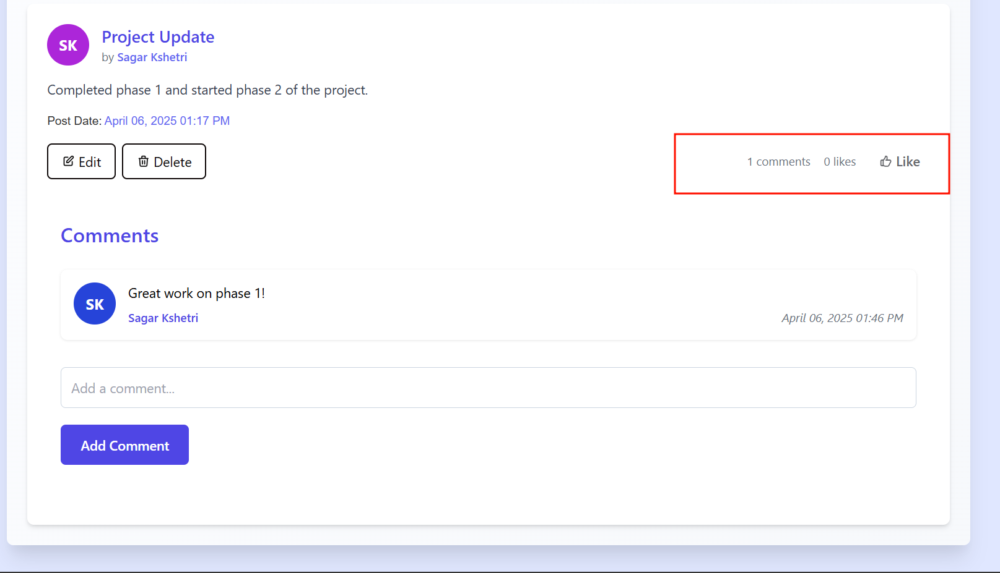 SK
Project Update
by Sagar Kshetri
Completed phase 1 and started phase 2 of the project.
Post Date: April 06, 2025 01:17 PM
Edit Delete 1 comments 0 likes Like
Comments
SK
Great work on phase 1!
Sagar Kshetri April 06, 2025 01:46 PM
Add a comment...
Add Comment